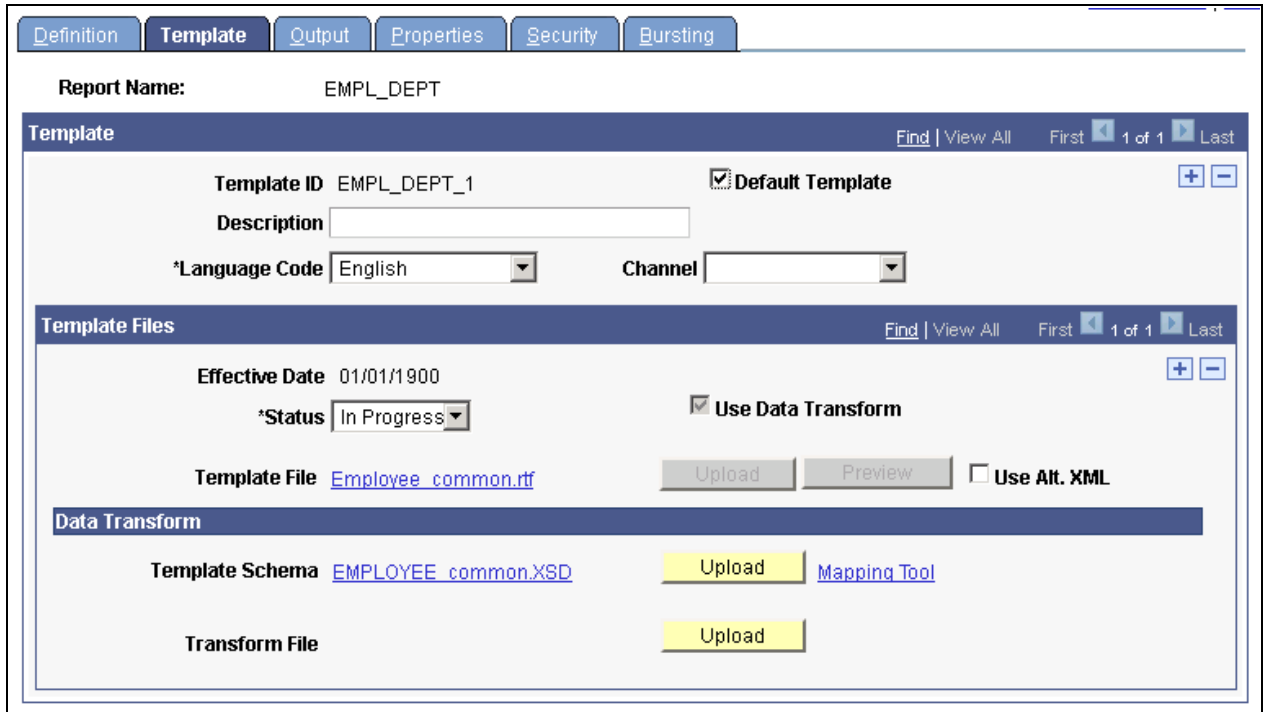 Definition Template Output Properties Security Bursting
Report Name: EMPL_DEPT
Template Find | View All First 1 of 1 Last
Template ID EMPL_DEPT_1 Default Template
Description
*Language Code English Channel
Template Files Find | View All First 1 of 1 Last
Effective Date 01/01/1900
*Status In Progress Use Data Transform
Template File Employee_common.rtf Upload Preview Use Alt. XML
Data Transform
Template Schema EMPLOYEE_common.XSD Upload Mapping Tool
Transform File Upload